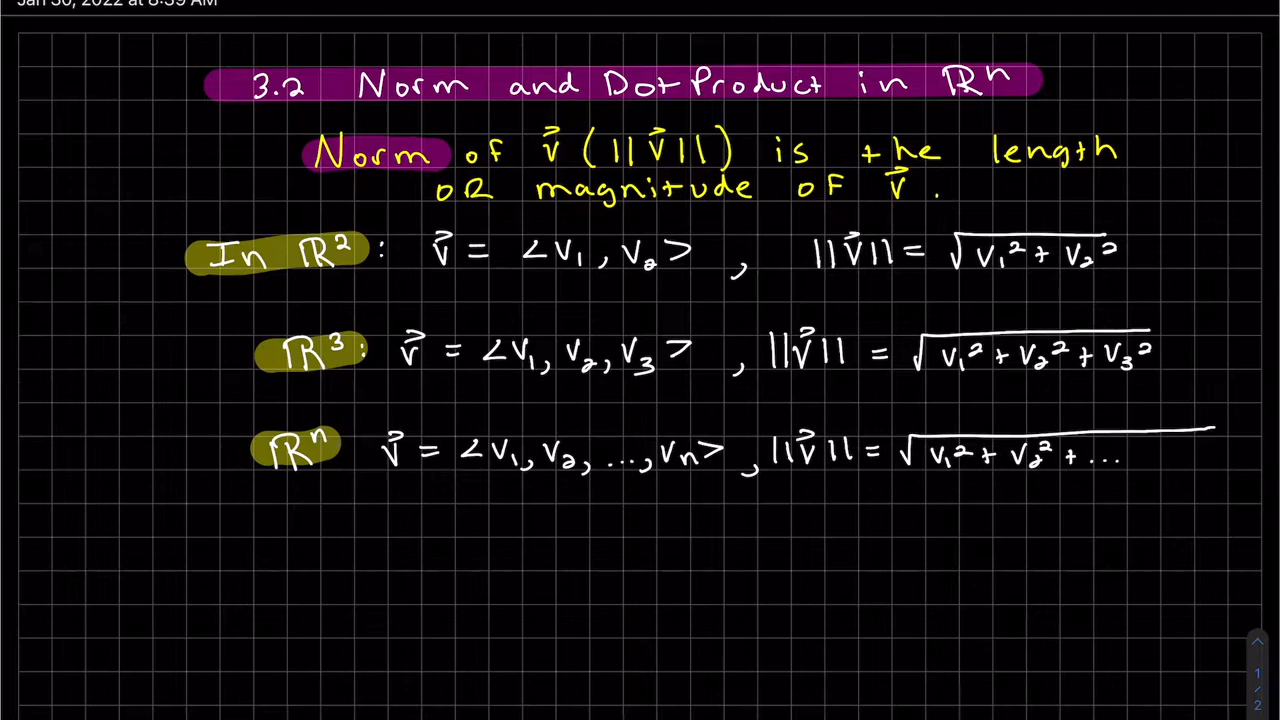 Jan 30, 2022 at 8:39 AM
3.2 Norm and Dot Product in ℝⁿ
Norm of v⃗ (||v⃗||) is the length
or magnitude of v⃗.
In ℝ²: v⃗ = <v₁, v₂>, ||v⃗|| = √(v₁² + v₂²)
ℝ³: v⃗ = <v₁, v₂, v₃>, ||v⃗|| = √(v₁² + v₂² + v₃²)
ℝⁿ v⃗ = <v₁, v₂, ..., vₙ>, ||v⃗|| = √(v₁² + v₂² + ...
1
/
2